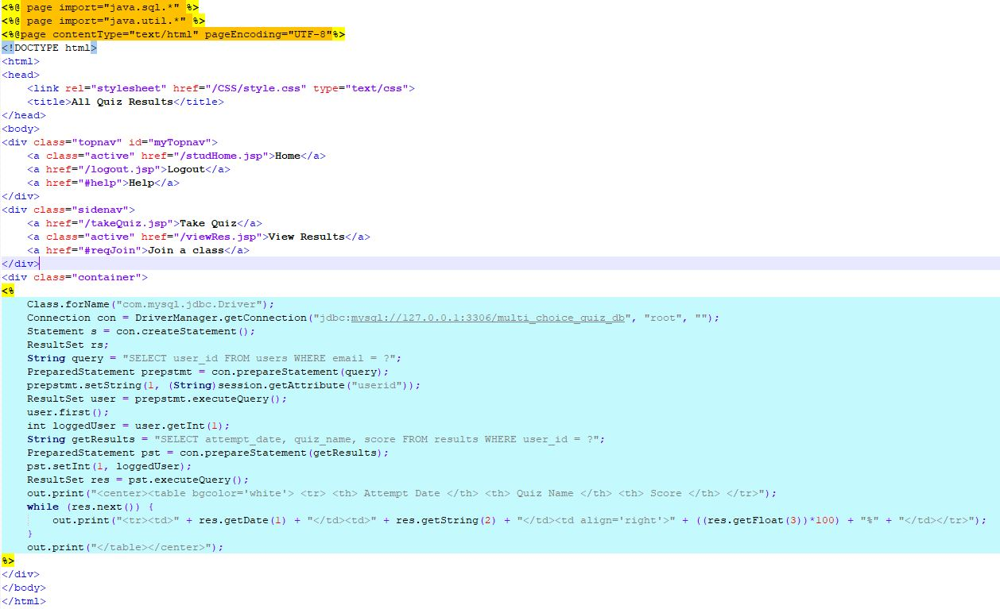 <%@ page import="java.sql.*" %>
<%@ page import="java.util.*" %>
<%@page contentType="text/html" pageEncoding="UTF-8"%>
<!DOCTYPE html>
<html>
<head>
    <link rel="stylesheet" href="/CSS/style.css" type="text/css">
    <title>All Quiz Results</title>
</head>
<body>
<div class="topnav" id="myTopnav">
    <a class="active" href="/studHome.jsp">Home</a>
    <a href="/logout.jsp">Logout</a>
    <a href="#help">Help</a>
</div>
<div class="sidenav">
    <a href="/takeQuiz.jsp">Take Quiz</a>
    <a class="active" href="/viewRes.jsp">View Results</a>
    <a href="#reqJoin">Join a class</a>
</div>
<div class="container">
<%
    Class.forName("com.mysql.jdbc.Driver");
    Connection con = DriverManager.getConnection("jdbc:mysql://127.0.0.1:3306/multi_choice_quiz_db", "root", "");
    Statement s = con.createStatement();
    ResultSet rs;
    String query = "SELECT user_id FROM users WHERE email = ?";
    PreparedStatement prepstmt = con.prepareStatement(query);
    prepstmt.setString(1, (String)session.getAttribute("userid"));
    ResultSet user = prepstmt.executeQuery();
    user.first();
    int loggedUser = user.getInt(1);
    String getResults = "SELECT attempt_date, quiz_name, score FROM results WHERE user_id = ?";
    PreparedStatement pst = con.prepareStatement(getResults);
    pst.setInt(1, loggedUser);
    ResultSet res = pst.executeQuery();
    out.print("<center><table bgcolor='white'> <tr> <th> Attempt Date </th> <th> Quiz Name </th> <th> Score </th> </tr>");
    while (res.next()) {
        out.print("<tr><td>" + res.getDate(1) + "</td><td>" + res.getString(2) + "</td><td align='right'>" + ((res.getFloat(3))*100) + "%" + "</td></tr>");
    }
    out.print("</table></center>");
%>
</div>
</body>
</html>